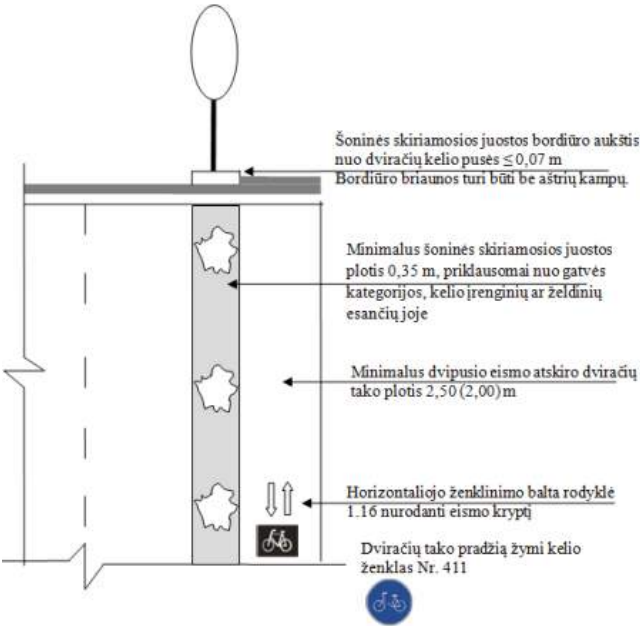 Šoninės skiriamosios juostos bordiūro aukštis
nuo dviračių kelio pusės ≤ 0,07 m
Bordiūro briaunos turi būti be aštrių kampų.
Minimalus šoninės skiriamosios juostos
plotis 0,35 m, priklausomai nuo gatvės
kategorijos, kelio įrenginių ar želdinių
esančių joje
Minimalus dvipusio eismo atskiro dviračių
tako plotis 2,50 (2,00) m
Horizontaliojo ženklinimo balta rodyklė
1.16 nurodanti eismo kryptį
Dviračių tako pradžią žymi kelio
ženklas Nr. 411